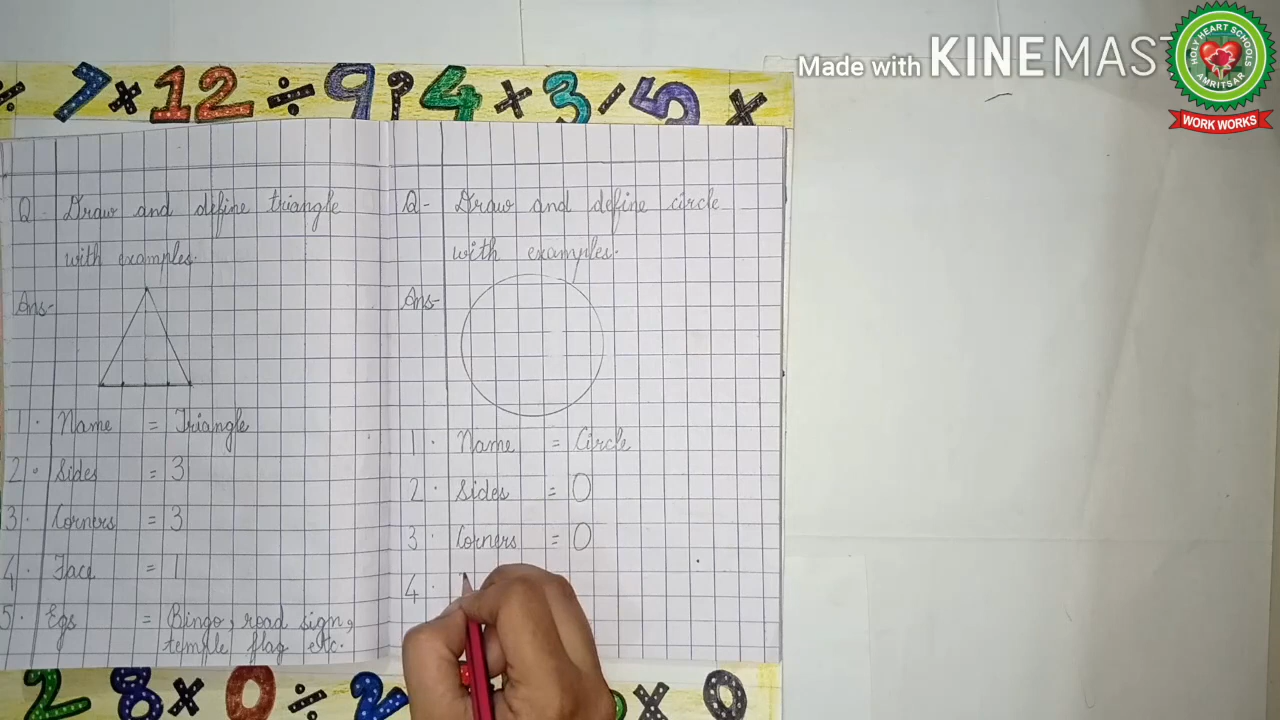 Made with KINEMAS
HOLY HEART SCHOOLS
AMRITSAR
WORK WORKS
÷ 7 × 12 ÷ 9 ? 4 + 3 / 5 ×
Q- Draw and define triangle
with examples.
Ans-
1. Name = Triangle
2. Sides = 3
3. Corners = 3
4. Face = 1
5. Egs = Bingo, road sign,
temple flag etc.
Q- Draw and define circle
with examples.
Ans-
1. Name = Circle
2. Sides = 0
3. Corners = 0
4.
2 8 × 0 ÷ 2 × 0